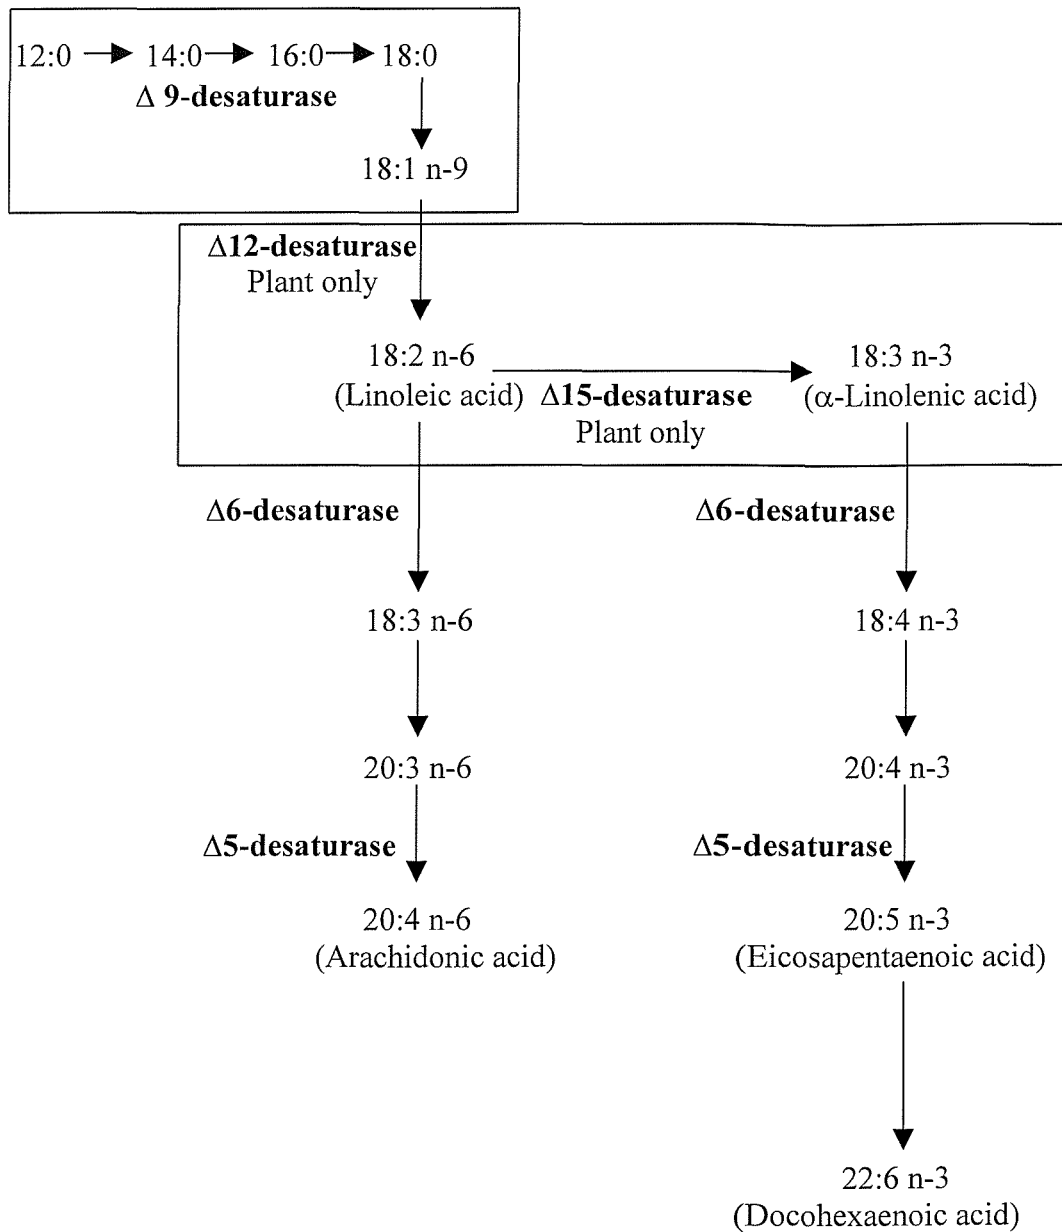 12:0 14:0 16:0 18:0
Δ 9-desaturase
18:1 n-9
Δ12-desaturase
Plant only
18:2 n-6
(Linoleic acid)
Δ15-desaturase
Plant only
18:3 n-3
(α-Linolenic acid)
Δ6-desaturase
Δ6-desaturase
18:3 n-6
18:4 n-3
20:3 n-6
20:4 n-3
Δ5-desaturase
Δ5-desaturase
20:4 n-6
(Arachidonic acid)
20:5 n-3
(Eicosapentaenoic acid)
22:6 n-3
(Docohexaenoic acid)